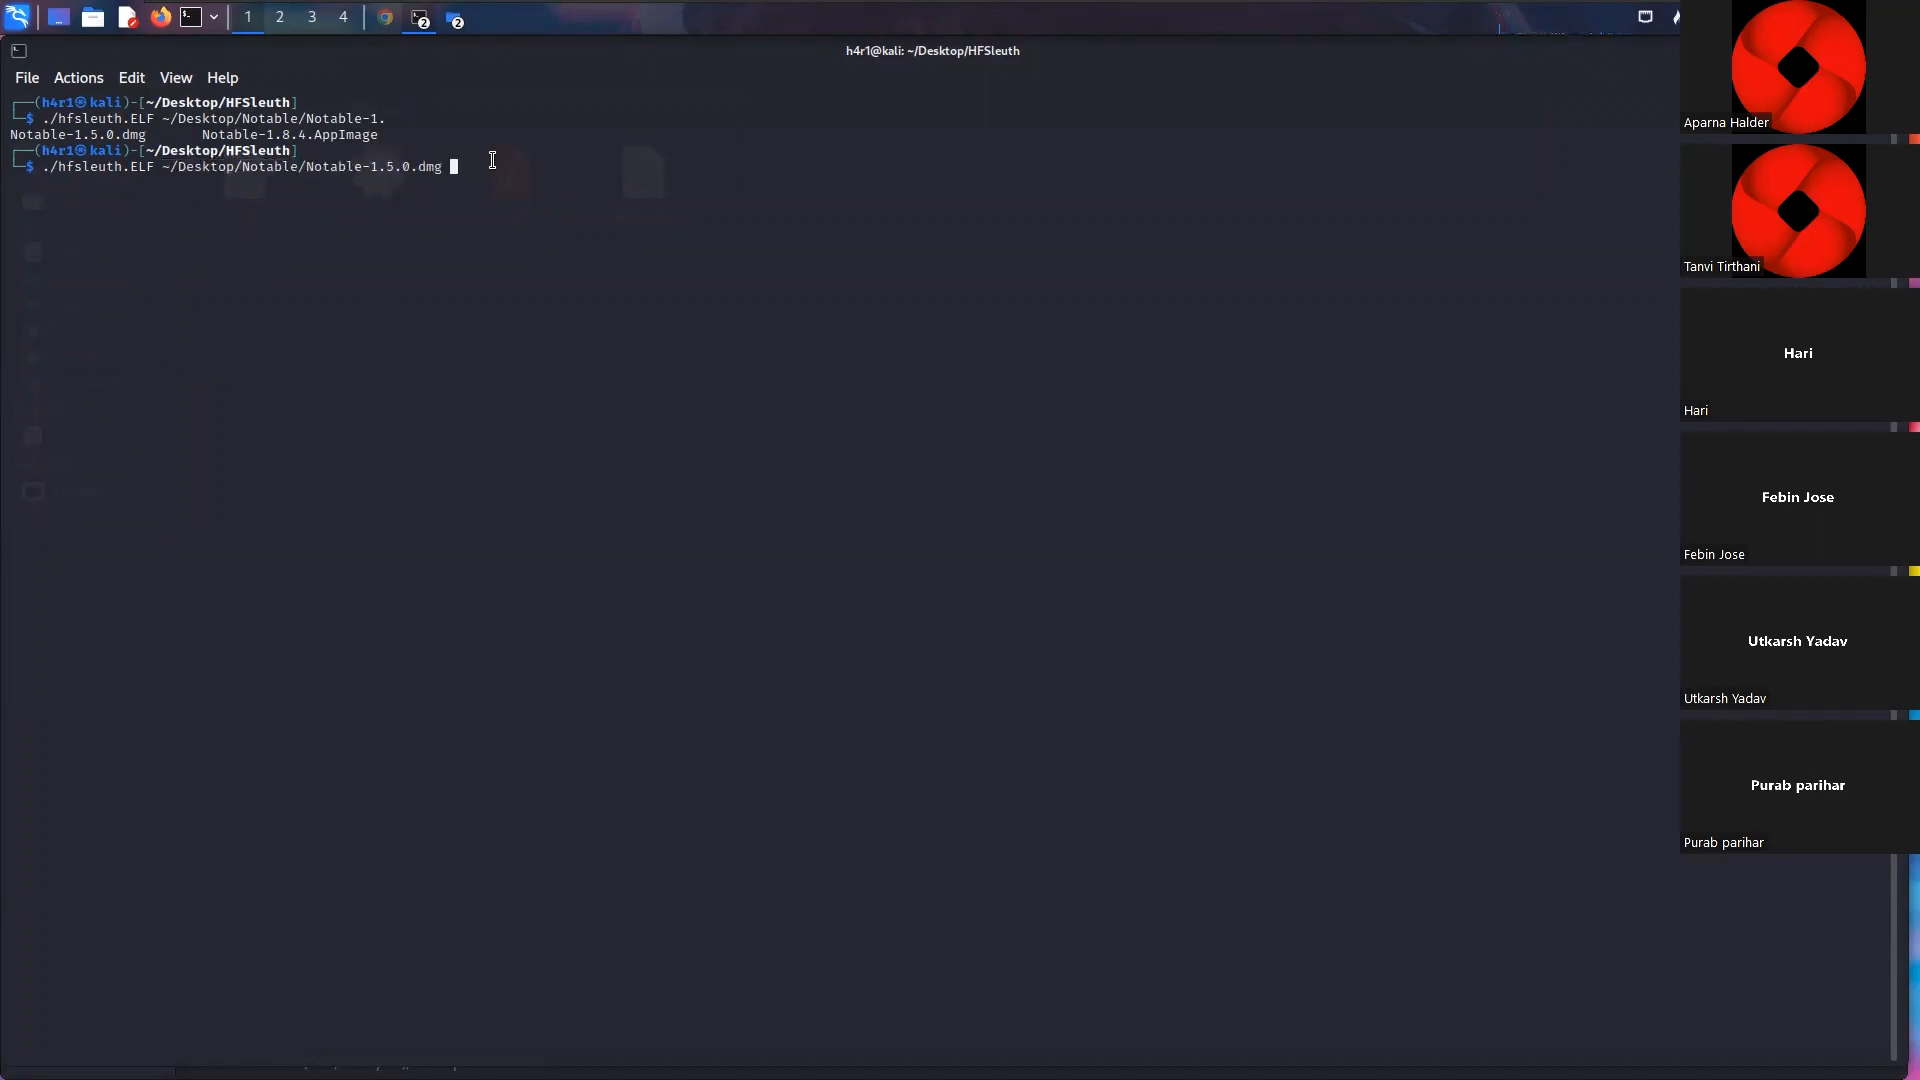 1 2 3 4 2 2
h4r1@kali: ~/Desktop/HFSleuth
File Actions Edit View Help
┌──(h4r1㉿kali)-[~/Desktop/HFSleuth]
└─$ ./hfsleuth.ELF ~/Desktop/Notable/Notable-1.
Notable-1.5.0.dmg Notable-1.8.4.AppImage
┌──(h4r1㉿kali)-[~/Desktop/HFSleuth]
└─$ ./hfsleuth.ELF ~/Desktop/Notable/Notable-1.5.0.dmg
Aparna Halder
Tanvi Tirthani
Hari
Hari
Febin Jose
Febin Jose
Utkarsh Yadav
Utkarsh Yadav
Purab parihar
Purab parihar